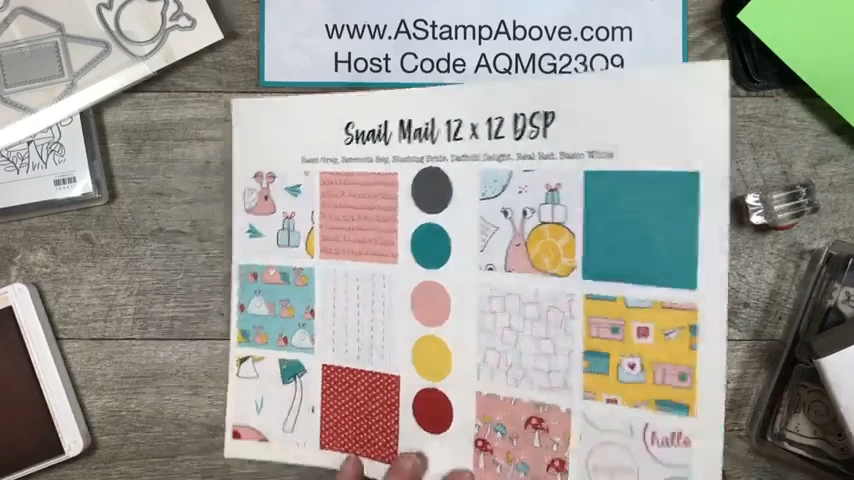 www.AStampAbove.com
Host Code AQMG23O9
Snail Mail 12 x 12 DSP
Basic Gray, Bermuda Bay, Blushing Bride, Daffodil Delight, Real Red, Basic White
hello